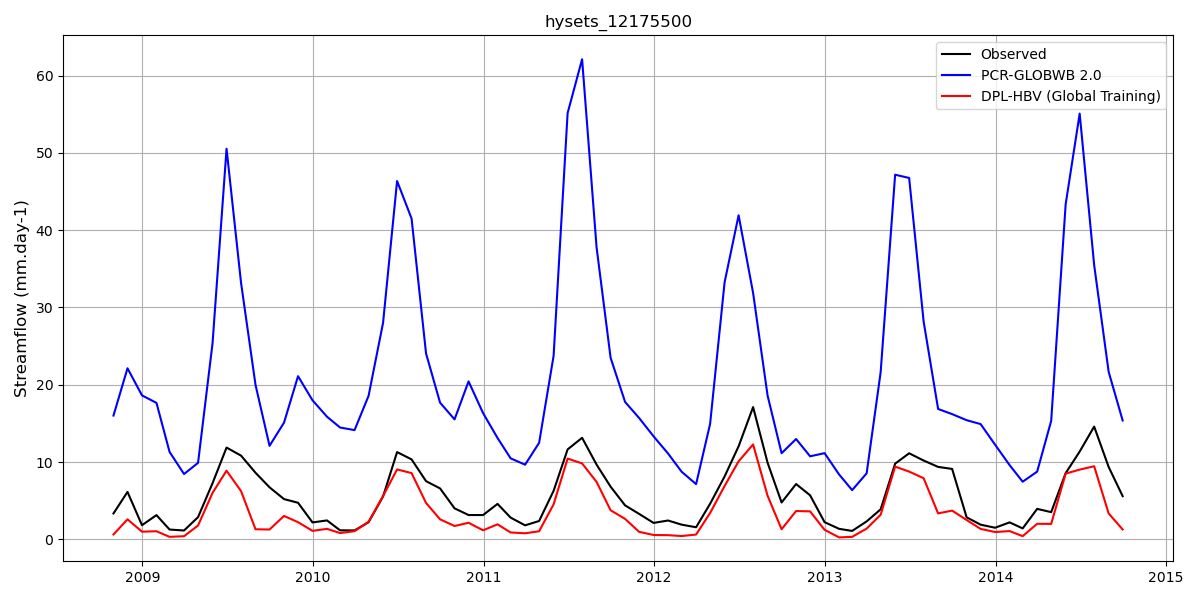 hysets_12175500
Observed
PCR-GLOBWB 2.0
DPL-HBV (Global Training)
Streamflow (mm.day-1)
60
50
40
30
20
10
0
2009 2010 2011 2012 2013 2014 2015